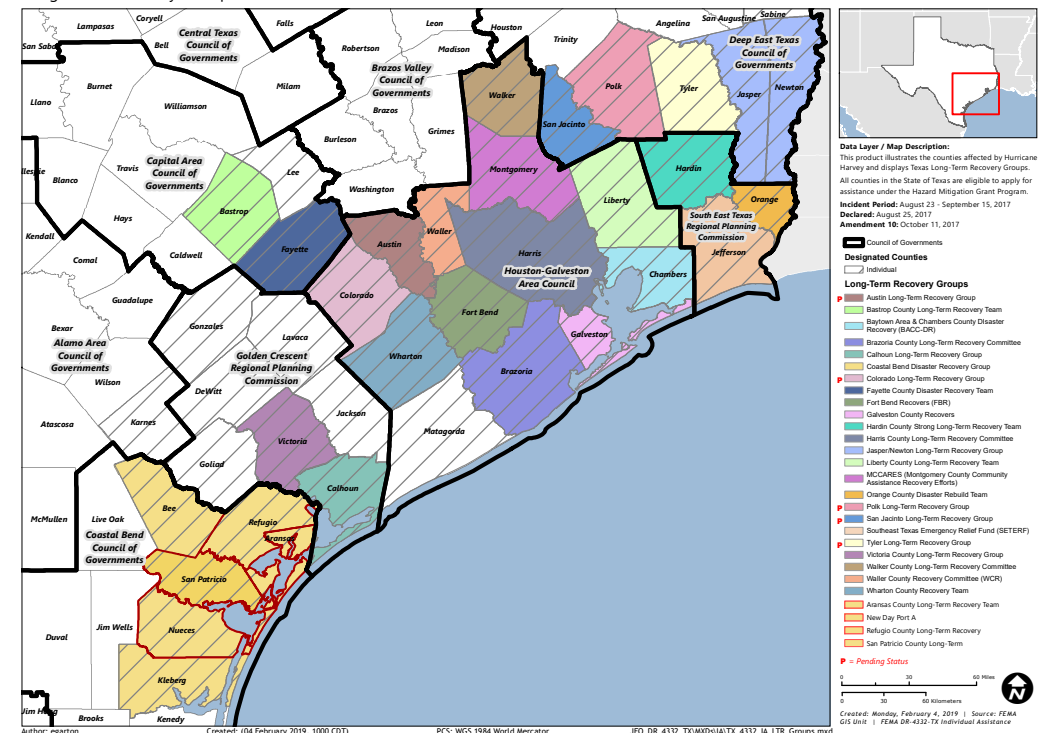 Lampasas
Coryell
Falls
Leon
Houston
Angelina
San Augustine
Sabine
San Saba
Bell
Central Texas
Council of
Governments
Robertson
Madison
Trinity
Deep East Texas
Council of
Governments
Burnet
Milam
Brazos Valley
Council of
Governments
Walker
Polk
Tyler
Jasper
Newton
Llano
Williamson
Brazos
San Jacinto
Burleson
Grimes
Travis
Capital Area
Council of
Governments
Lee
Montgomery
Hardin
Blanco
Washington
Liberty
Orange
Hays
Bastrop
Waller
South East Texas
Regional Planning
Commission
Kendall
Fayette
Austin
Harris
Jefferson
Comal
Caldwell
Houston-Galveston
Area Council
Chambers
Guadalupe
Colorado
Fort Bend
Bexar
Gonzales
Lavaca
Galveston
Alamo Area
Council of
Governments
Golden Crescent
Regional Planning
Commission
Wharton
Brazoria
Wilson
DeWitt
Atascosa
Karnes
Jackson
Matagorda
Victoria
Goliad
Calhoun
McMullen
Live Oak
Bee
Refugio
Aransas
Coastal Bend
Council of
Governments
San Patricio
Duval
Jim Wells
Nueces
Kleberg
Jim Hogg
Brooks
Kenedy
Author: egarton
Created: (04 February 2019, 1000 CDT)
PCS: WGS 1984 World Mercator
Data Layer / Map Description:
This product illustrates the counties affected by Hurricane
Harvey and displays Texas Long-Term Recovery Groups.
All counties in the State of Texas are eligible to apply for
assistance under the Hazard Mitigation Grant Program.
Incident Period: August 23 - September 15, 2017
Declared: August 25, 2017
Amendment 10: October 11, 2017
Council of Governments
Designated Counties
Individual
Long-Term Recovery Groups
P Austin Long-Term Recovery Group
Bastrop County Long-Term Recovery Team
Baytown Area & Chambers County Disaster
Recovery (BACC-DR)
Brazoria County Long-Term Recovery Committee
Calhoun Long-Term Recovery Group
Coastal Bend Disaster Recovery Group
P Colorado Long-Term Recovery Group
Fayette County Disaster Recovery Team
Fort Bend Recovers (FBR)
Galveston County Recovers
Hardin County Strong Long-Term Recovery Team
Harris County Long-Term Recovery Committee
Jasper/Newton Long-Term Recovery Group
Liberty County Long-Term Recovery Team
MCCARES (Montgomery County Community
Assistance Recovery Efforts)
Orange County Disaster Rebuild Team
P Polk Long-Term Recovery Group
P San Jacinto Long-Term Recovery Group
Southeast Texas Emergency Relief Fund (SETERF)
P Tyler Long-Term Recovery Group
Victoria County Long-Term Recovery Group
Walker County Long-Term Recovery Committee
Waller County Recovery Committee (WCR)
Wharton County Recovery Team
Aransas County Long-Term Recovery Team
New Day Port A
Refugio County Long-Term Recovery
San Patricio County Long-Term
P = Pending Status
0 30 60 Miles
0 30 60 Kilometers
N
Created: Monday, February 4, 2019 | Source: FEMA
GIS Unit | FEMA DR-4332-TX Individual Assistance